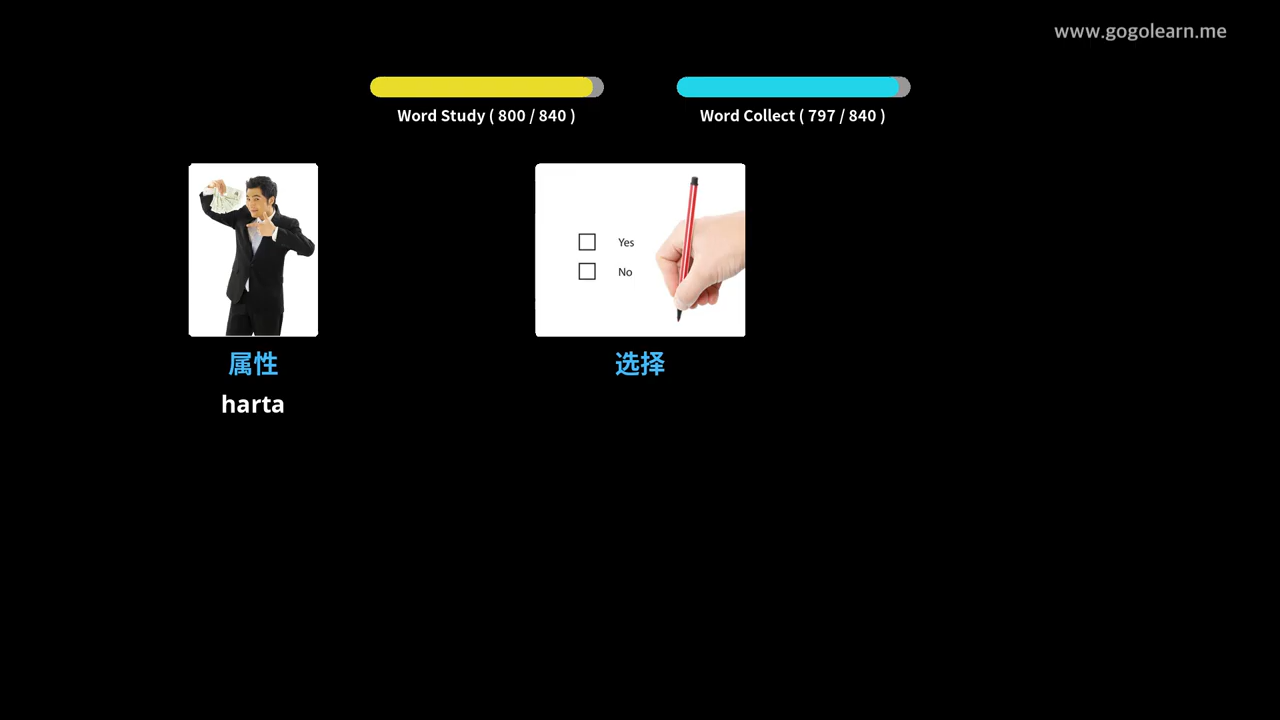 www.gogolearn.me
Word Study ( 800 / 840 )
Word Collect ( 797 / 840 )
Yes
No
属性
选择
harta